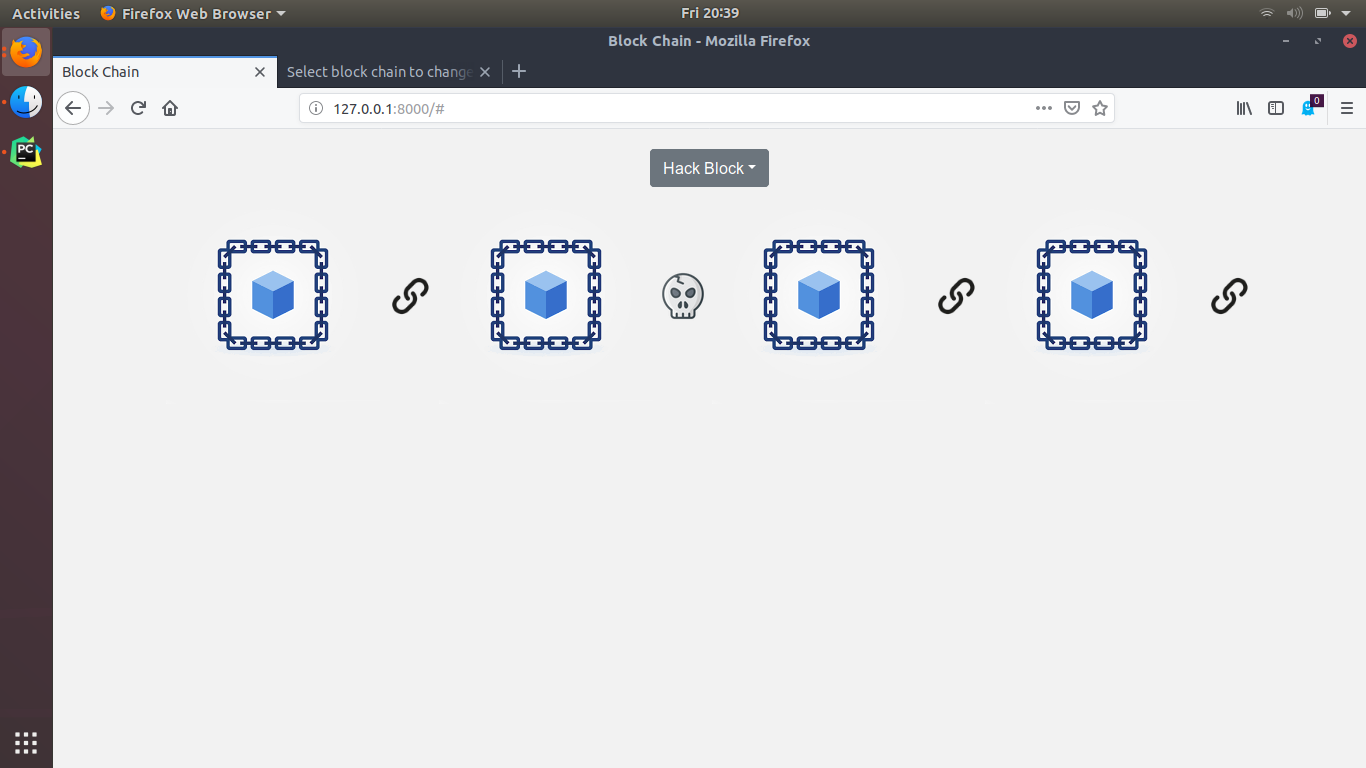 Activities Firefox Web Browser Fri 20:39
Block Chain - Mozilla Firefox
Block Chain Select block chain to change
127.0.0.1:8000/# 0
PC
Hack Block